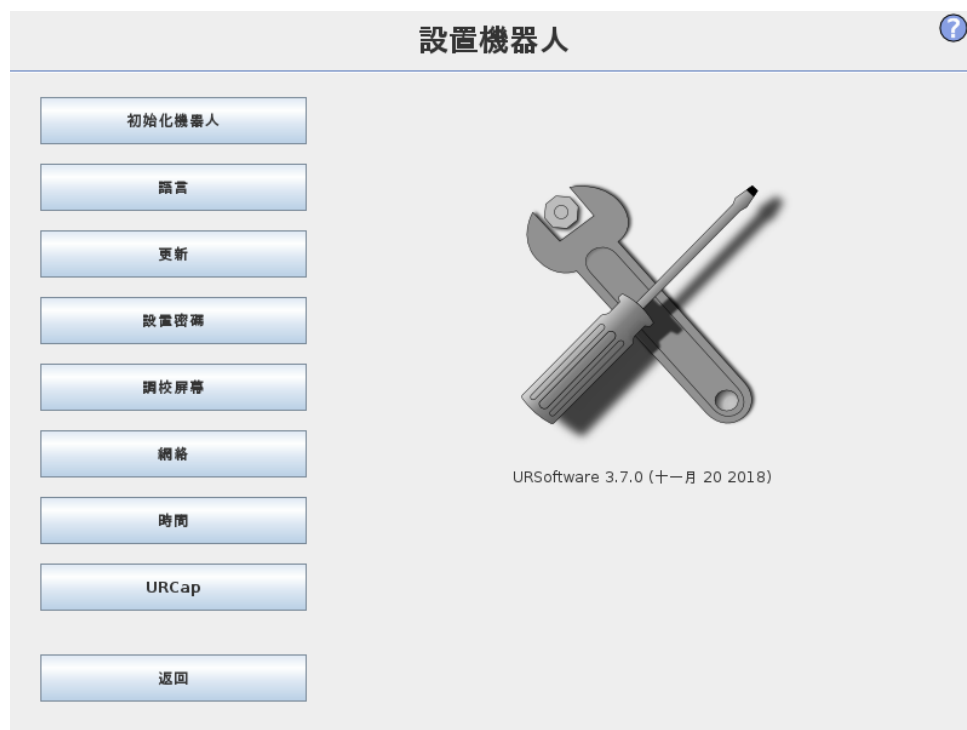 設置機器人
?
初始化機器人
語言
更新
設置密碼
調校屏幕
網絡
時間
URCap
返回
URSoftware 3.7.0 (十一月 20 2018)